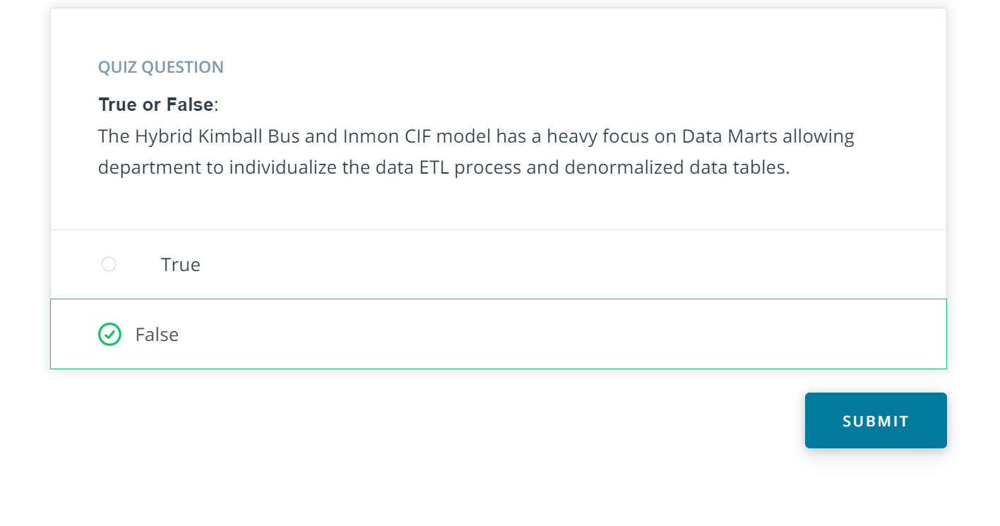 QUIZ QUESTION
True or False:
The Hybrid Kimball Bus and Inmon CIF model has a heavy focus on Data Marts allowing
department to individualize the data ETL process and denormalized data tables.
True
False
SUBMIT